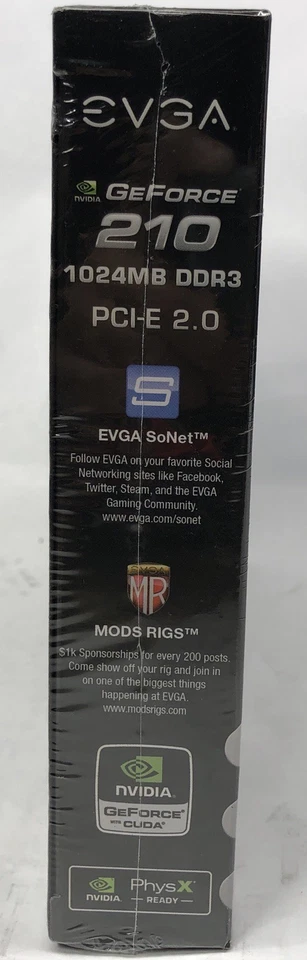 EVGA
NVIDIA GEFORCE
210
1024MB DDR3
PCI-E 2.0
S
EVGA SoNet™
Follow EVGA on your favorite Social
Networking sites like Facebook,
Twitter, Steam, and the EVGA
Gaming Community.
www.evga.com/sonet
EVGA
MR
MODS RIGS™
$1k Sponsorships for every 200 posts.
Come show off your rig and join in
on one of the biggest things
happening at EVGA.
www.modsrigs.com
NVIDIA.
GEFORCE®
WITH CUDA®
NVIDIA. PhysX™
— READY —